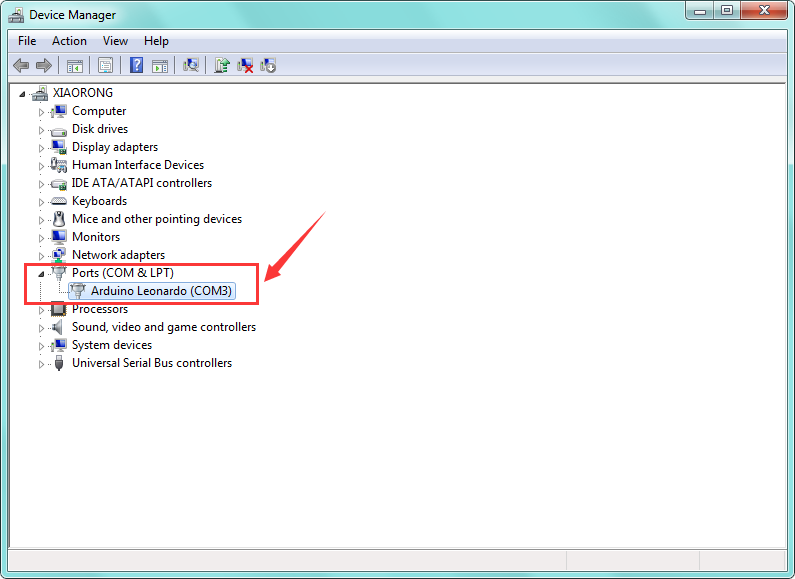 Device Manager
File Action View Help
XIAORONG
Computer
Disk drives
Display adapters
Human Interface Devices
IDE ATA/ATAPI controllers
Keyboards
Mice and other pointing devices
Monitors
Network adapters
Ports (COM & LPT)
Arduino Leonardo (COM3)
Processors
Sound, video and game controllers
System devices
Universal Serial Bus controllers